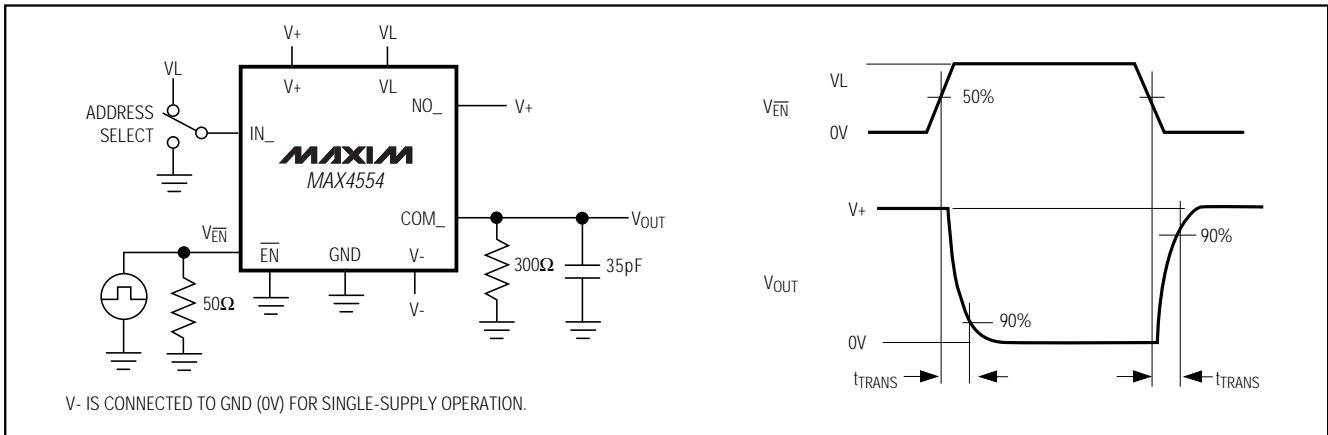 V+ VL
VL V+ VL
NO_ V+
ADDRESS
SELECT
IN_
MAXIM
MAX4554
COM_ VOUT
VEN
EN GND V-
50Ω V- 300Ω 35pF
V- IS CONNECTED TO GND (0V) FOR SINGLE-SUPPLY OPERATION.
VL
VEN 50%
0V
V+
90%
VOUT
90%
0V
tTRANS tTRANS